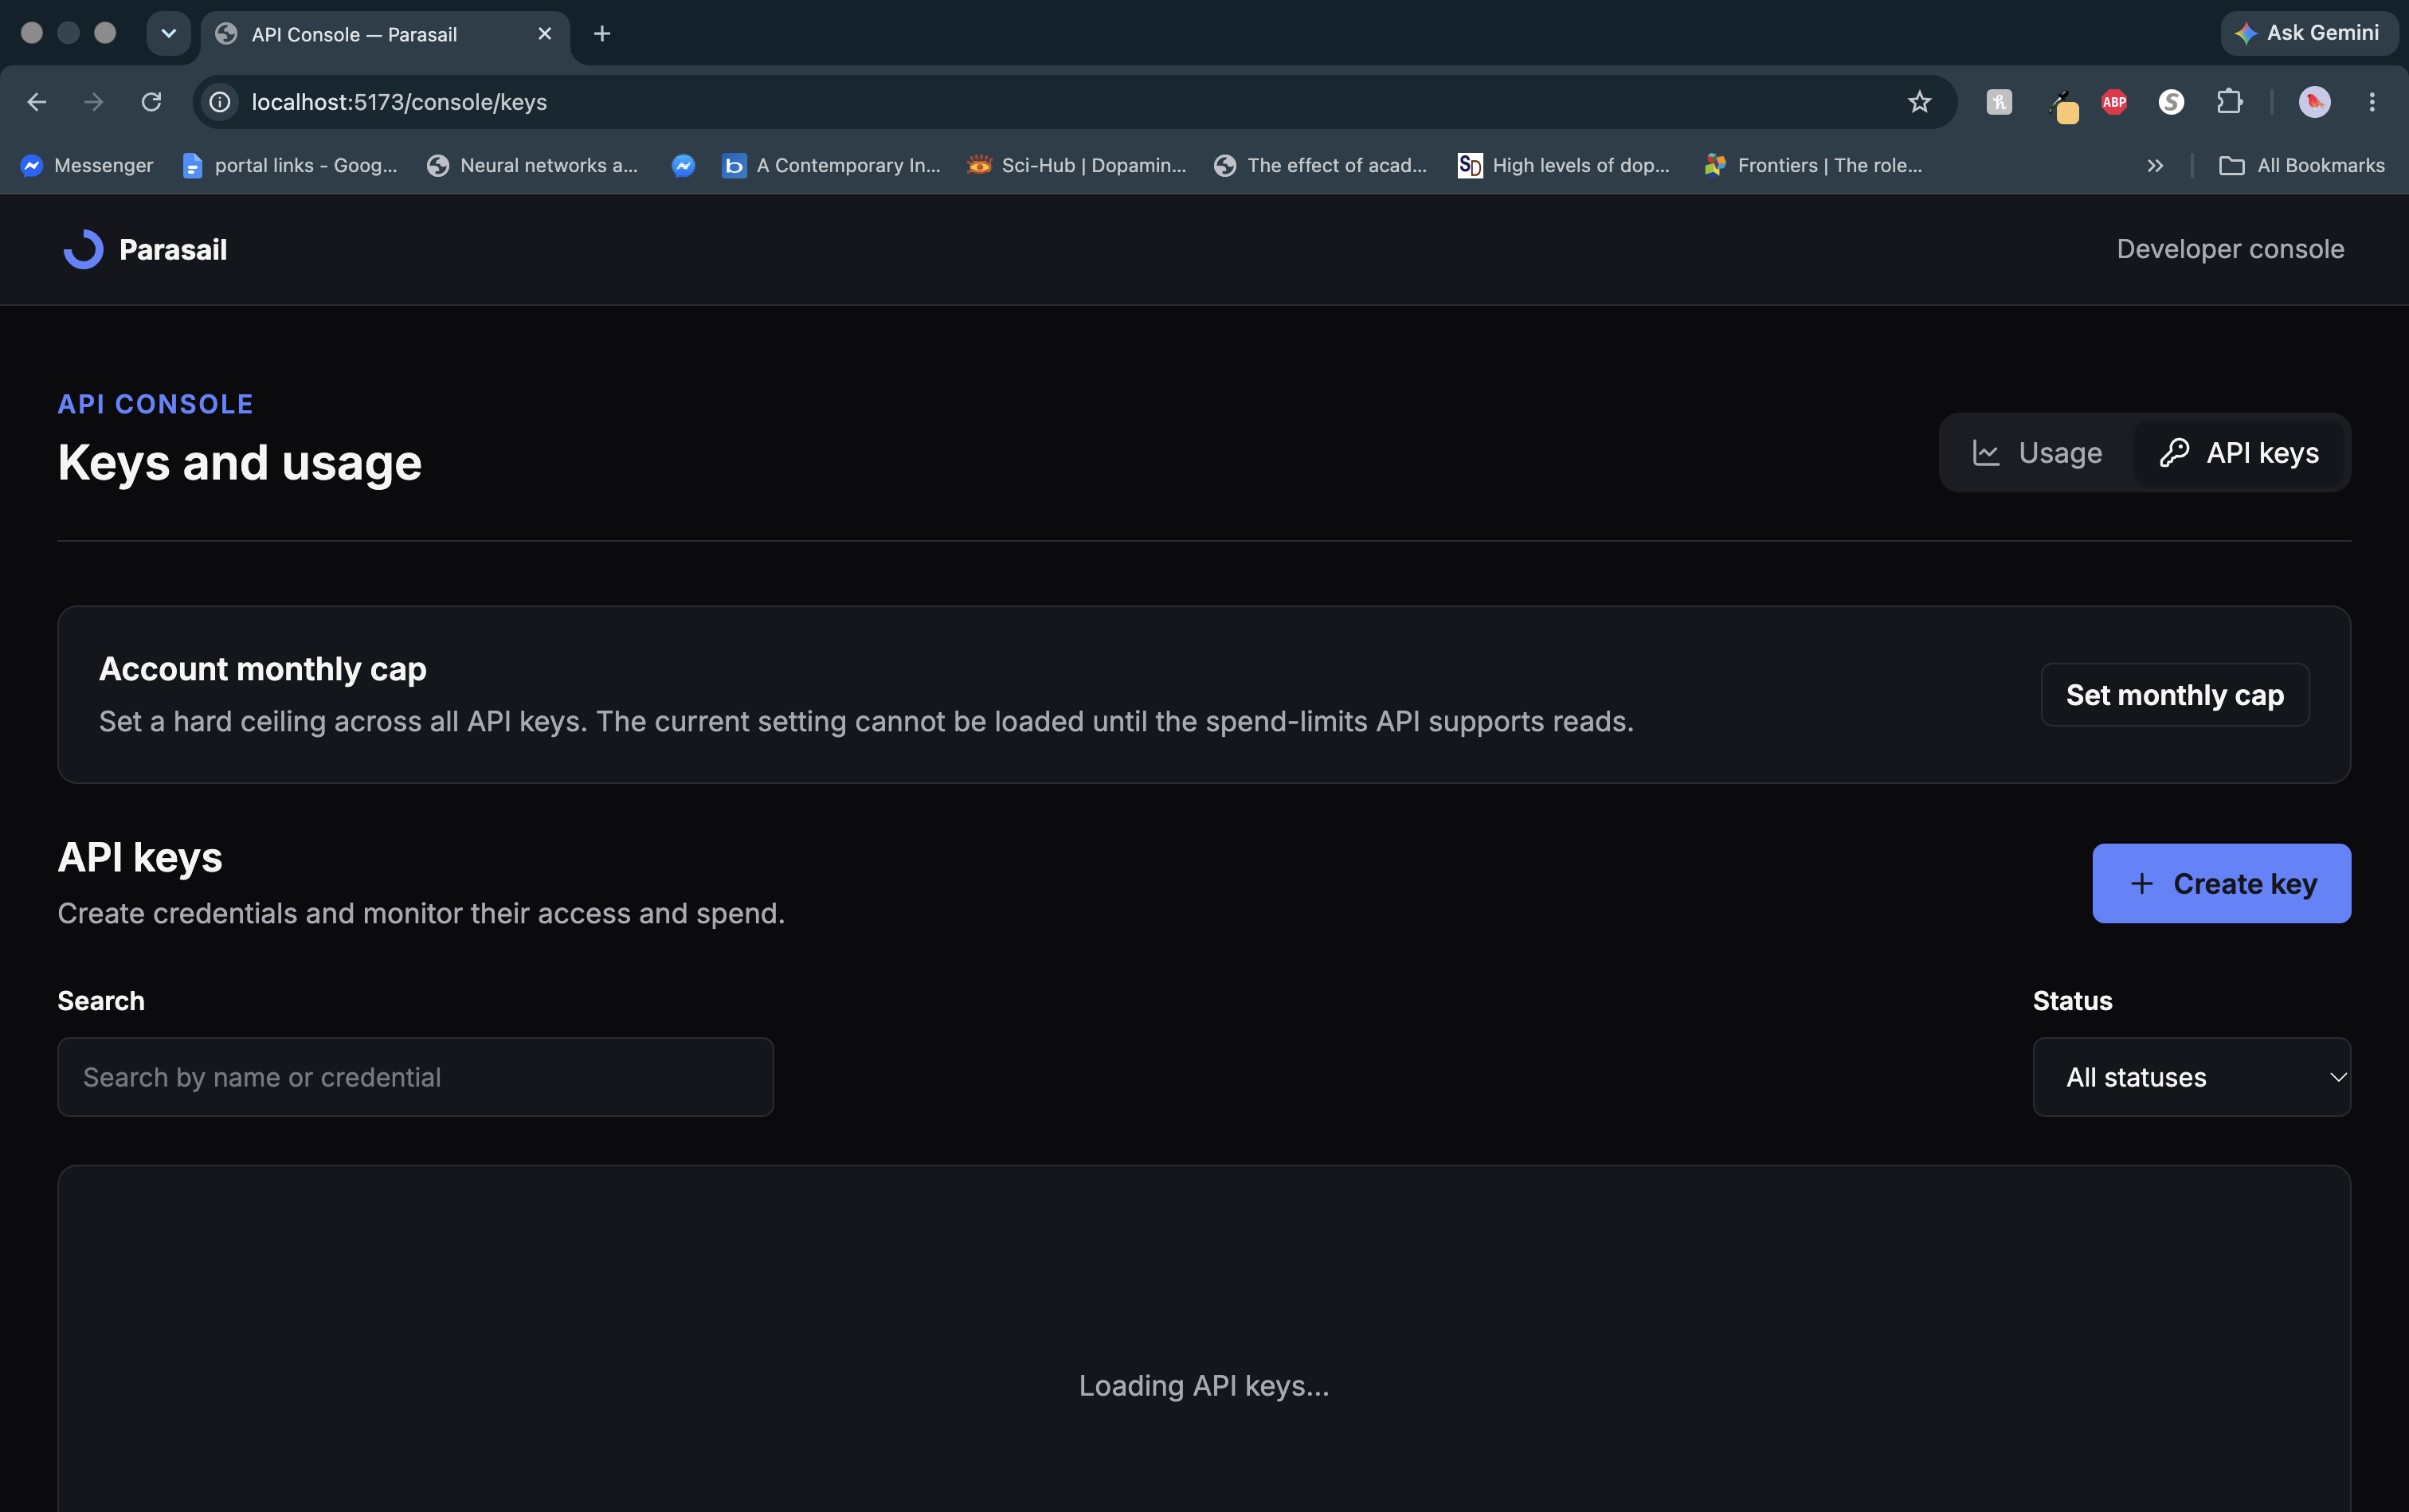 API Console — Parasail
Ask Gemini
localhost:5173/console/keys
ABP
Messenger
portal links - Goog...
Neural networks a...
A Contemporary In...
Sci-Hub | Dopamin...
The effect of acad...
SD
High levels of dop...
Frontiers | The role...
All Bookmarks
Parasail
Developer console
API CONSOLE
Keys and usage
Usage
API keys
Account monthly cap
Set a hard ceiling across all API keys. The current setting cannot be loaded until the spend-limits API supports reads.
Set monthly cap
API keys
Create credentials and monitor their access and spend.
+ Create key
Search
Status
Search by name or credential
All statuses
Loading API keys...